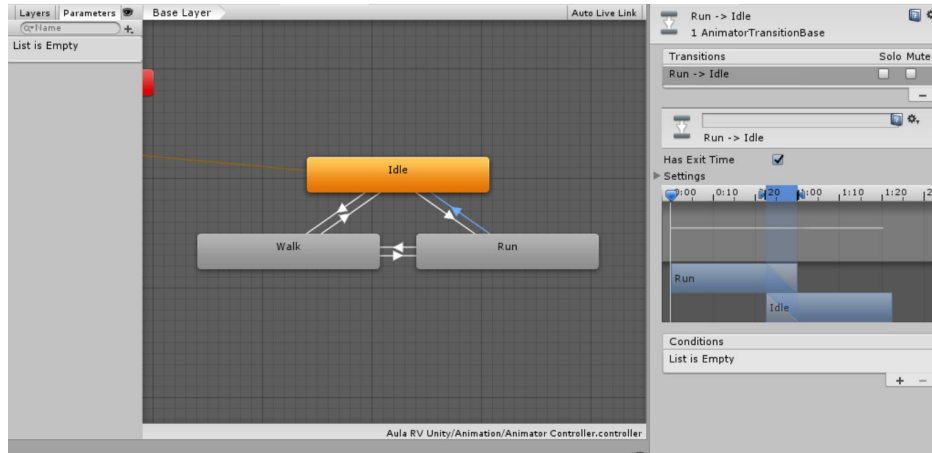 Layers Parameters
Base Layer
Auto Live Link
Name
List is Empty
Idle
Walk
Run
Aula RV Unity/Animation/Animator Controller.controller
Run -> Idle
1 AnimatorTransitionBase
Transitions Solo Mute
Run -> Idle
Run -> Idle
Has Exit Time
Settings
0:00 0:10 0:20 1:00 1:10 1:20
Run
Idle
Conditions
List is Empty